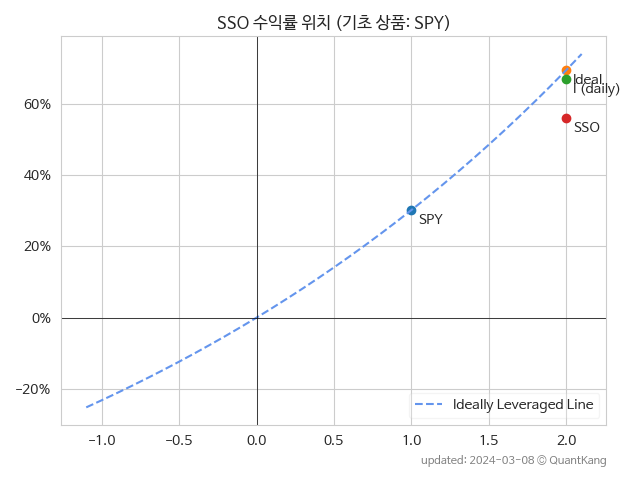 SSO 수익률 위치 (기초 상품: SPY)
60%
40%
20%
0%
−20%
Ideal
I (daily)
SSO
SPY
Ideally Leveraged Line
−1.0 −0.5 0.0 0.5 1.0 1.5 2.0
updated: 2024-03-08 © QuantKang